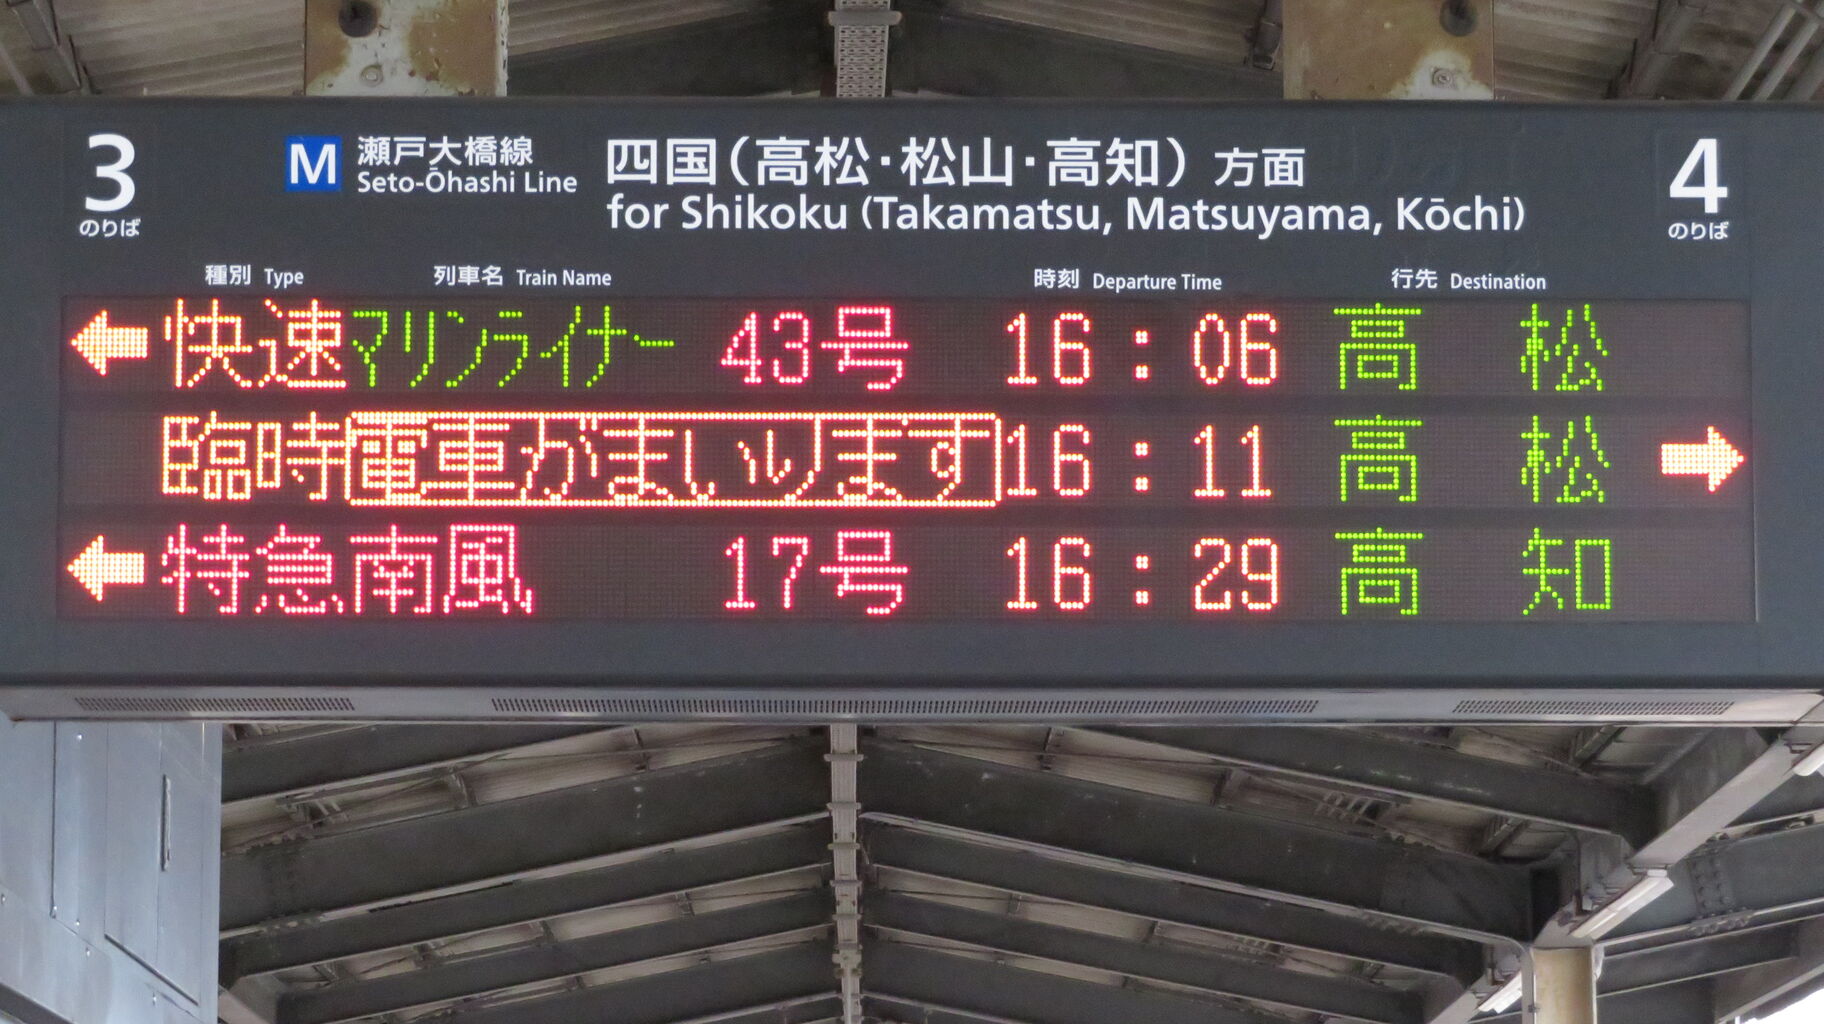 3 のりば
M 瀬戸大橋線
Seto-Ōhashi Line
四国（高松・松山・高知）方面
for Shikoku (Takamatsu, Matsuyama, Kōchi)
4 のりば
種別 Type 列車名 Train Name 時刻 Departure Time 行先 Destination
← 快速 マリンライナー 43号 16:06 高松
臨時 電車がまいります 16:11 高松 →
← 特急 南風 17号 16:29 高知